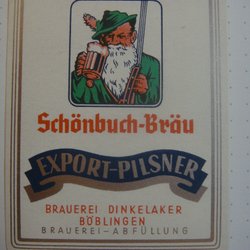 Schönbuch-Bräu
EXPORT-PILSNER
BRAUEREI DINKELAKER
BÖBLINGEN
BRAUEREI-ABFÜLLUNG